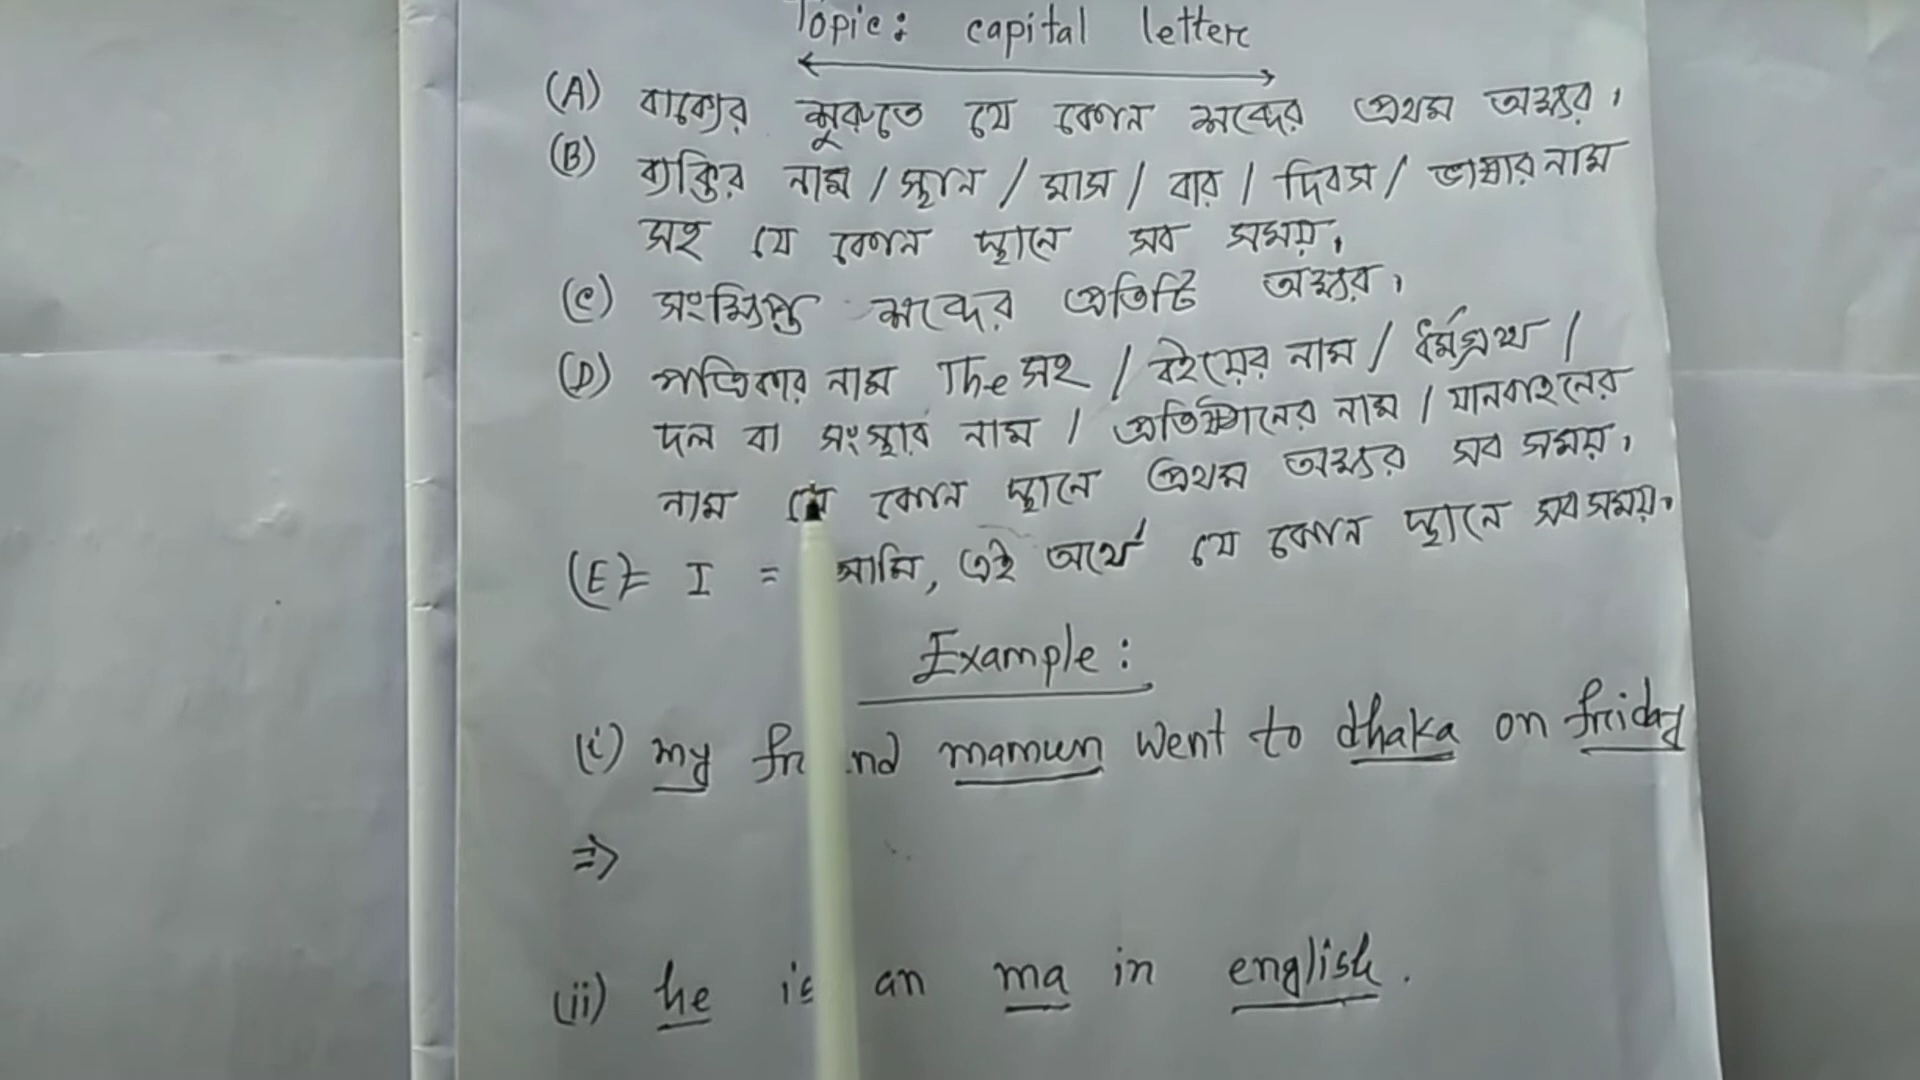 Topic: capital letter
(A) বাক্যের শুরুতে যে কোন শব্দের প্রথম অক্ষর।
(B) ব্যক্তির নাম / স্থান / মাস / বার / দিবস / ভাষার নাম
সহ যে কোন স্থানে সব সময়।
(C) সংক্ষিপ্ত শব্দের প্রতিটি অক্ষর।
(D) পত্রিকার নাম The সহ / বইয়ের নাম / ধর্মগ্রন্থ /
দল বা সংস্থার নাম / প্রতিষ্ঠানের নাম / যানবাহনের
নাম যে কোন স্থানে প্রথম অক্ষর সব সময়।
(E) = I = আমি, এই অর্থে যে কোন স্থানে সব সময়।
Example:
(i) my friend mamun went to dhaka on friday
⇒
(ii) he is an ma in english.